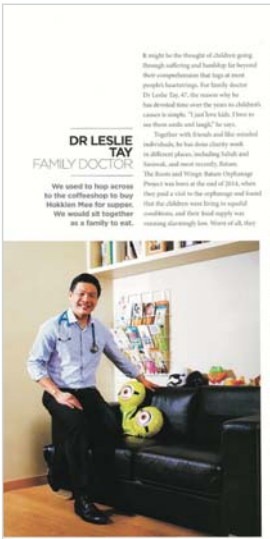 It might be the thought of children going
through suffering and hardship far beyond
their comprehension that tugs at most
people's heartstrings. For family doctor
Dr Leslie Tay, 47, the reason why he
has devoted time over the years to children's
causes is simple. "I just love kids. I love to
see them smile and laugh," he says.
Together with friends and like-minded
individuals, he has done charity work
in different places, including Sabah and
Sarawak, and most recently, Batam.
The Roots and Wings: Batam Orphanage
Project was born at the end of 2014, when
they paid a visit to the orphanage and found
that the children were living in squalid
conditions, and their food supply was
running alarmingly low. Worst of all, they
DR LESLIE
TAY
FAMILY DOCTOR
We used to hop across
to the coffeeshop to buy
Hokkien Mee for supper.
We would sit together
as a family to eat.